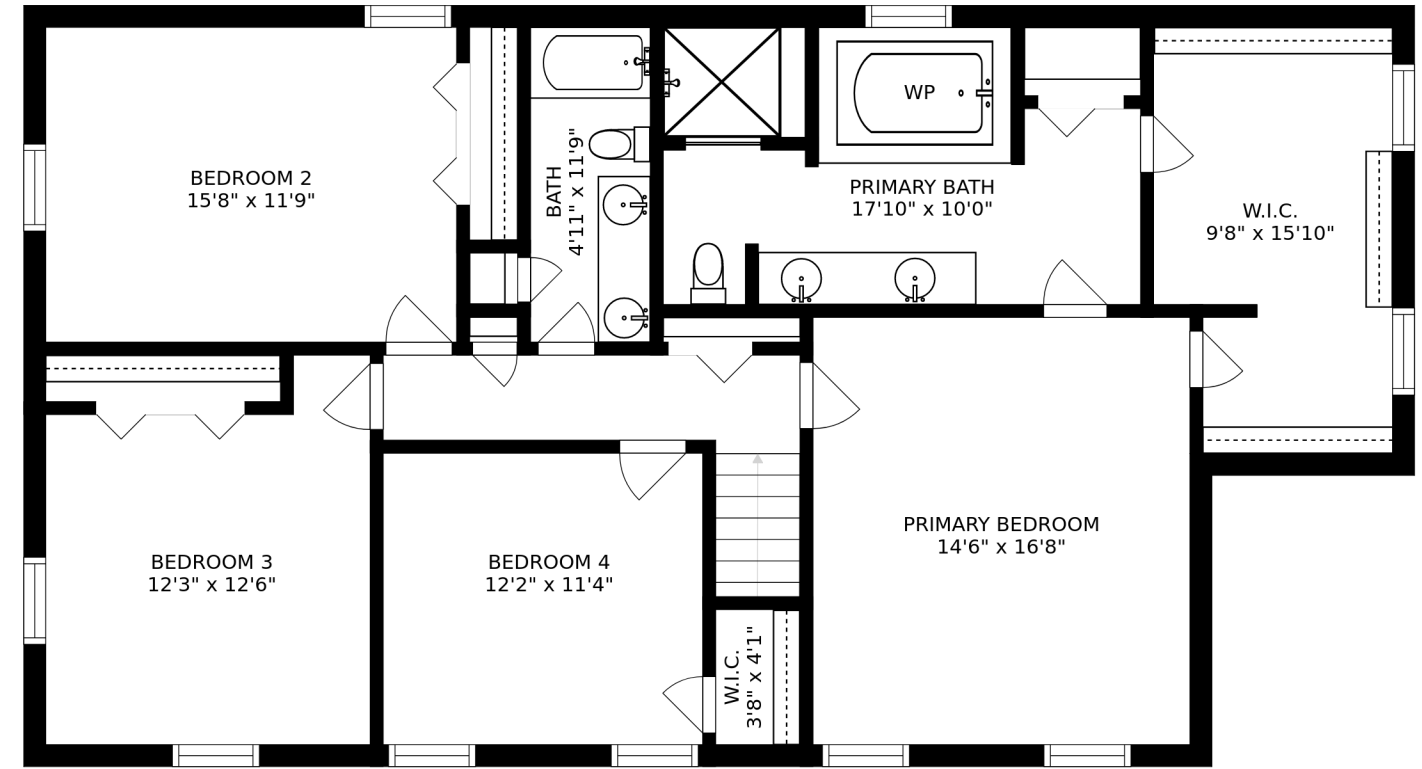 BEDROOM 2
15'8" x 11'9"
BATH
4'11" x 11'9"
WP
PRIMARY BATH
17'10" x 10'0"
W.I.C.
9'8" x 15'10"
BEDROOM 3
12'3" x 12'6"
BEDROOM 4
12'2" x 11'4"
W.I.C.
3'8" x 4'1"
PRIMARY BEDROOM
14'6" x 16'8"